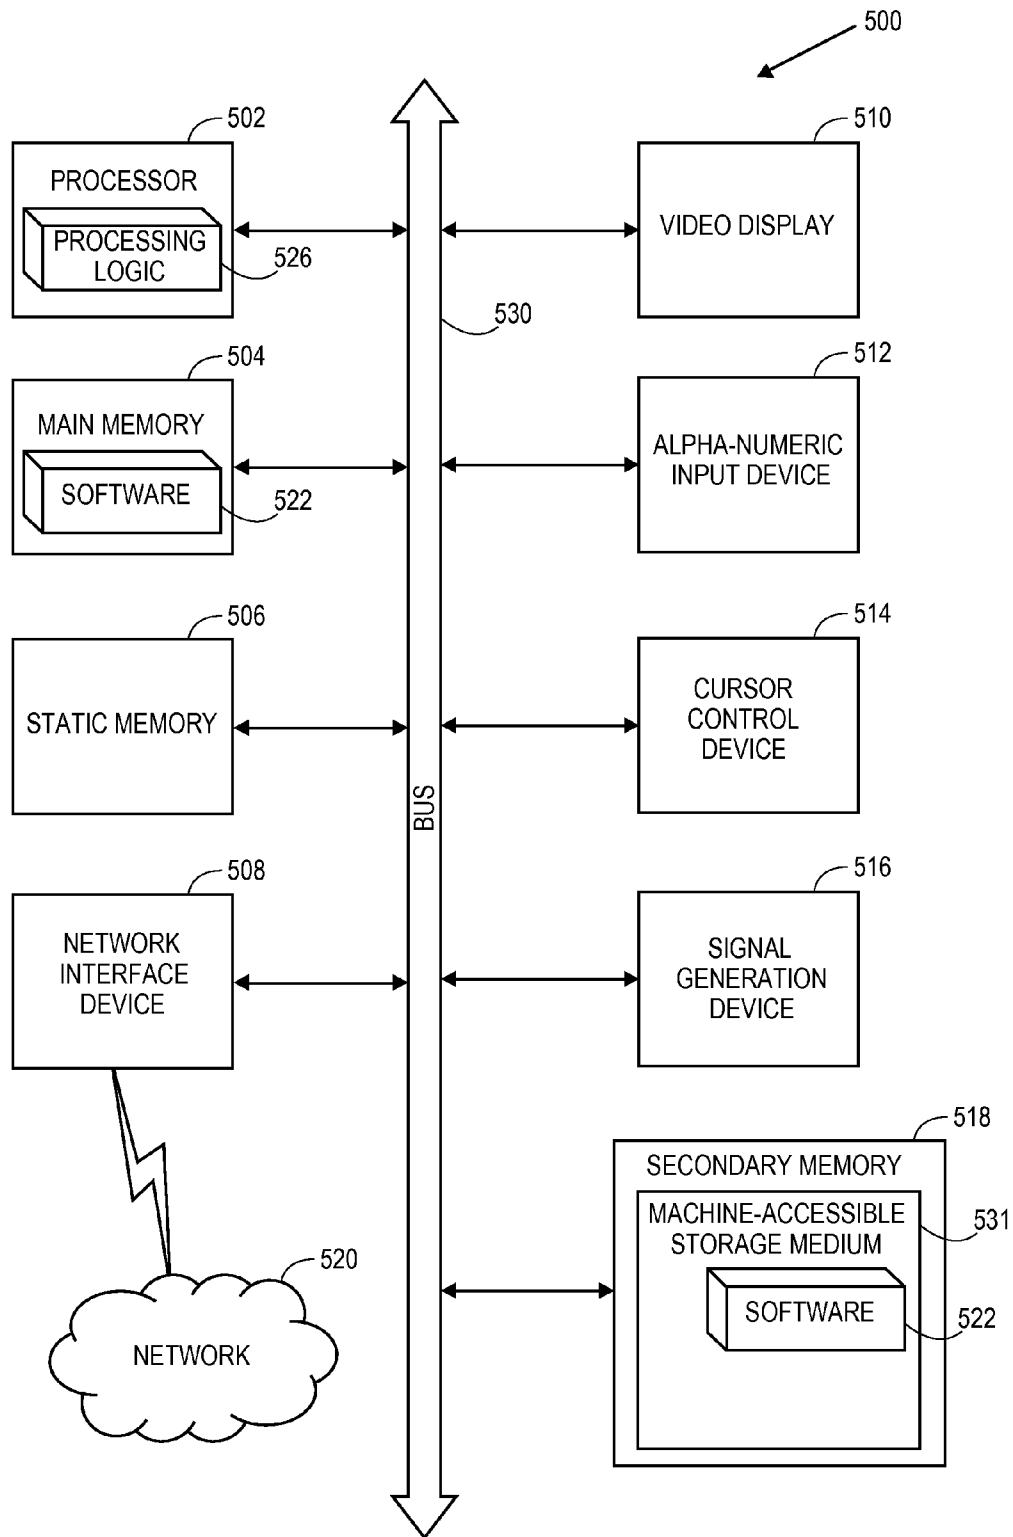 500
502
PROCESSOR
PROCESSING
LOGIC
526
504
MAIN MEMORY
SOFTWARE
522
506
STATIC MEMORY
508
NETWORK
INTERFACE
DEVICE
520
NETWORK
530
BUS
510
VIDEO DISPLAY
512
ALPHA-NUMERIC
INPUT DEVICE
514
CURSOR
CONTROL
DEVICE
516
SIGNAL
GENERATION
DEVICE
518
SECONDARY MEMORY
MACHINE-ACCESSIBLE
STORAGE MEDIUM
531
SOFTWARE
522